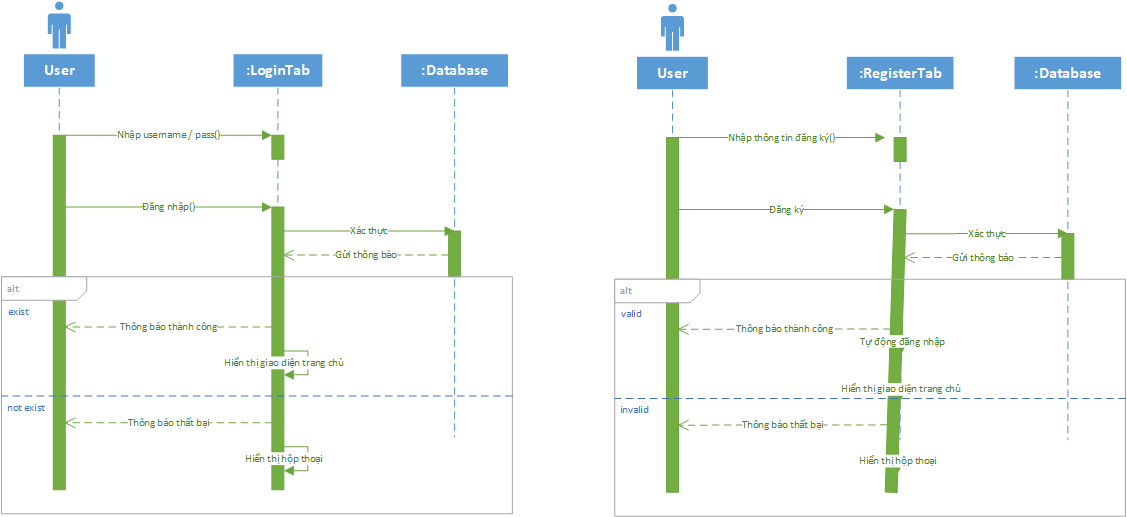 User
:LoginTab
:Database
Nhập username / pass()
Đăng nhập()
Xác thực
Gửi thông báo
alt
exist
Thông báo thành công
Hiển thị giao diện trang chủ
not exist
Thông báo thất bại
Hiển thị hộp thoại
User
:RegisterTab
:Database
Nhập thông tin đăng ký()
Đăng ký
Xác thực
Gửi thông báo
alt
valid
Thông báo thành công
Tự động đăng nhập
Hiển thị giao diện trang chủ
invalid
Thông báo thất bại
Hiển thị hộp thoại